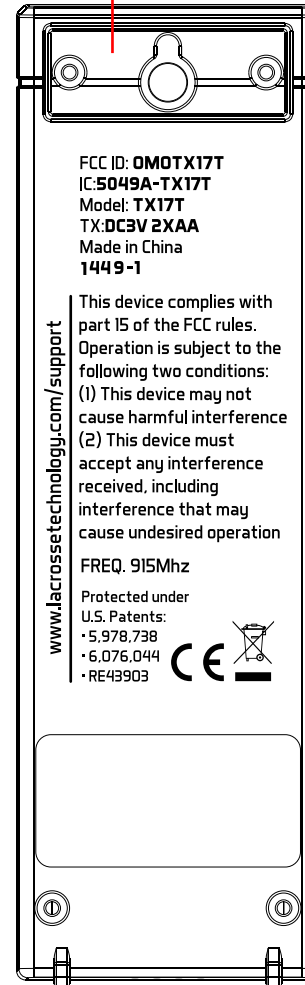 FCC ID: OMOTX17T
IC:5049A-TX17T
Model: TX17T
TX:DC3V 2XAA
Made in China
1449-1
www.lacrossetechnology.com/support
This device complies with
part 15 of the FCC rules.
Operation is subject to the
following two conditions:
(1) This device may not
cause harmful interference
(2) This device must
accept any interference
received, including
interference that may
cause undesired operation
FREQ. 915Mhz
Protected under
U.S. Patents:
• 5,978,738
• 6,076,044
• RE43903
CE